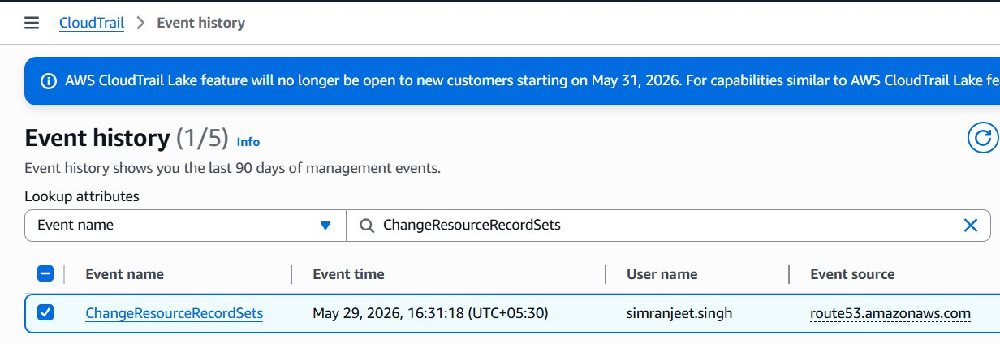 CloudTrail > Event history
AWS CloudTrail Lake feature will no longer be open to new customers starting on May 31, 2026. For capabilities similar to AWS CloudTrail Lake fe
Event history (1/5) Info
Event history shows you the last 90 days of management events.
Lookup attributes
Event name ChangeResourceRecordSets
Event name Event time User name Event source
ChangeResourceRecordSets May 29, 2026, 16:31:18 (UTC+05:30) simranjeet.singh route53.amazonaws.com